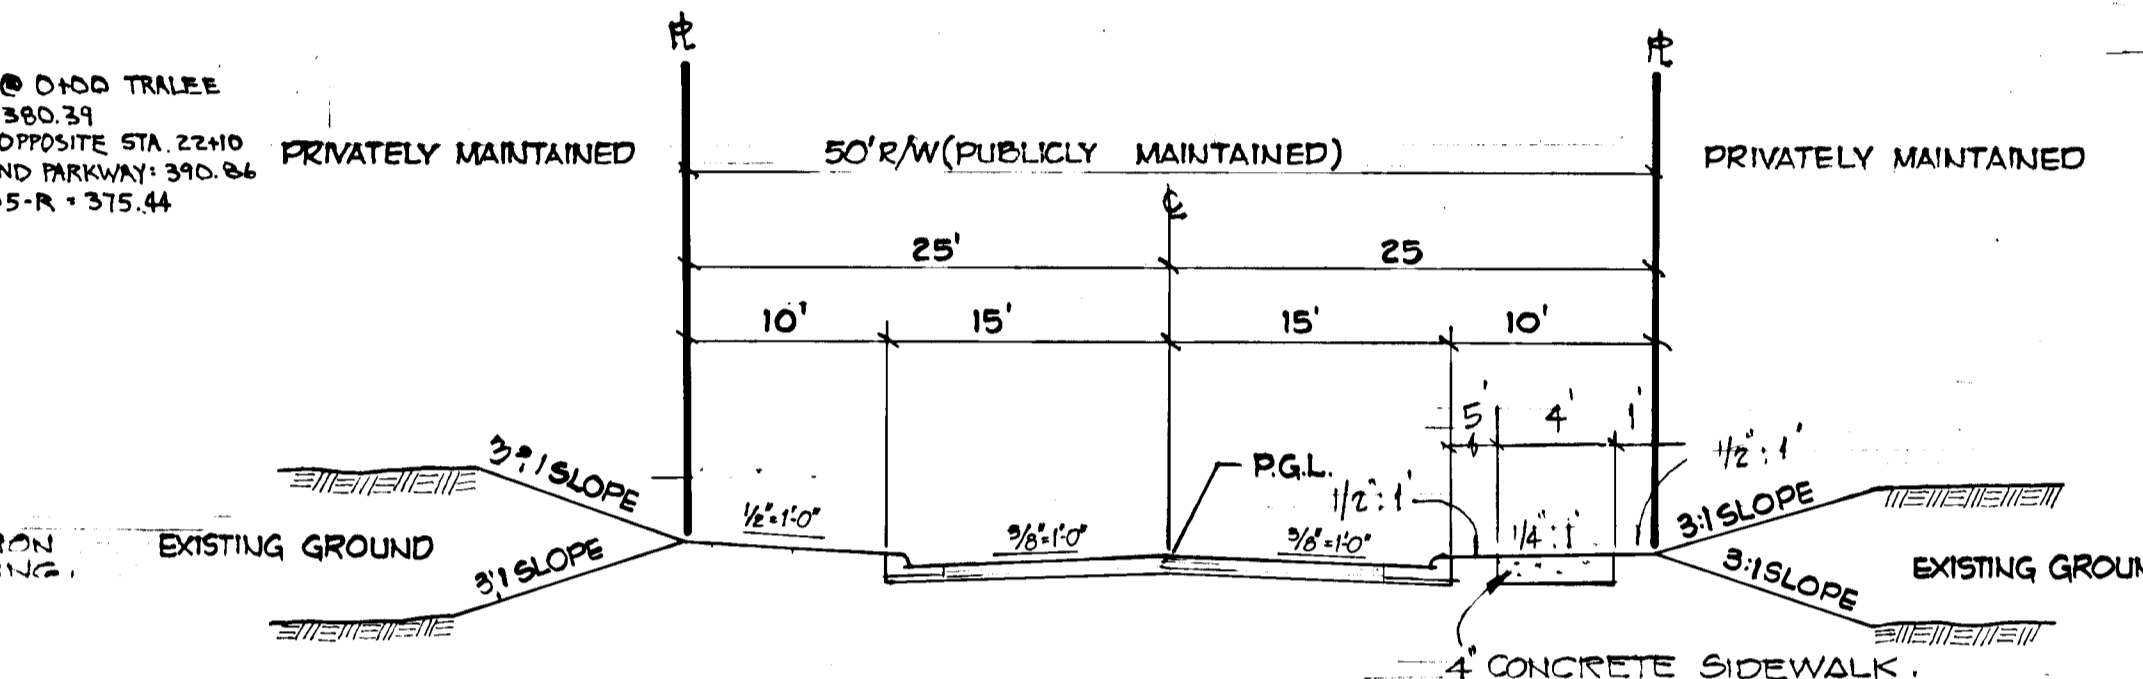 @ 0+00 TRALEE
380.39
OPPOSITE STA. 22+10
ND PARKWAY: 390.86
5-R = 375.44
PRIVATELY MAINTAINED
50' R/W (PUBLICLY MAINTAINED)
PRIVATELY MAINTAINED
25'
25
10'
15'
15'
10'
5'
4'
1'
3:1 SLOPE
1/2"=1'-0"
3/8"=1'-0"
P.G.L.
3/8"=1'-0"
1/2":1'
1/4":1'
1/2":1'
3:1 SLOPE
RON
NG.
EXISTING GROUND
3:1 SLOPE
3:1 SLOPE
EXISTING GROUN
4" CONCRETE SIDEWALK.